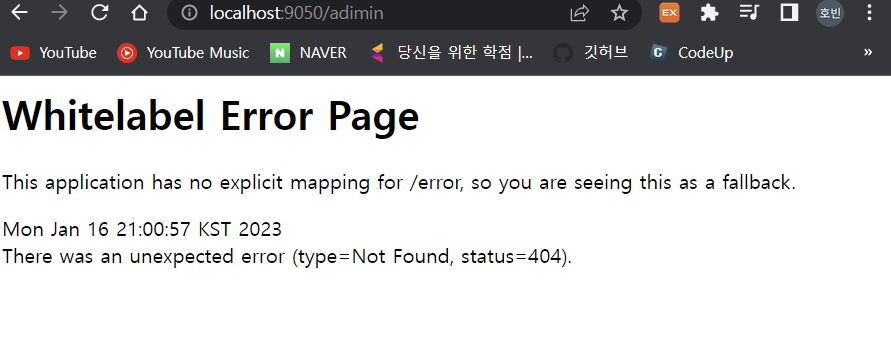 localhost:9050/adimin
EX
호빈
YouTube
YouTube Music
N NAVER
당신을 위한 학점 |...
깃허브
C CodeUp
»
Whitelabel Error Page
This application has no explicit mapping for /error, so you are seeing this as a fallback.
Mon Jan 16 21:00:57 KST 2023
There was an unexpected error (type=Not Found, status=404).